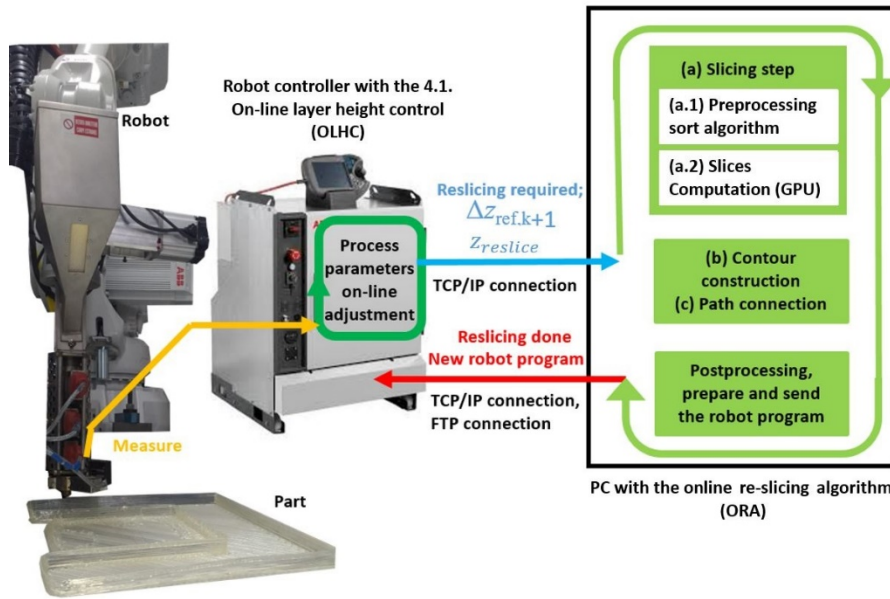 Robot
Robot controller with the 4.1.
On-line layer height control
(OLHC)
Process
parameters
on-line
adjustment
Measure
Part
Reslicing required;
Δz_ref.k+1
z_reslice
TCP/IP connection
Reslicing done
New robot program
TCP/IP connection,
FTP connection
(a) Slicing step
(a.1) Preprocessing
sort algorithm
(a.2) Slices
Computation (GPU)
(b) Contour
construction
(c) Path connection
Postprocessing,
prepare and send
the robot program
PC with the online re-slicing algorithm
(ORA)
ABB